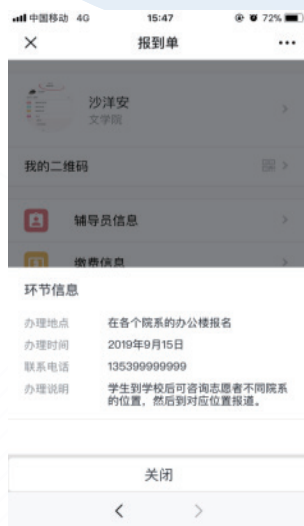 中国移动 4G 15:47 72%
报到单
沙洋安
文学院
我的二维码
辅导员信息
缴费信息
环节信息
办理地点 在各个院系的办公楼报名
办理时间 2019年9月15日
联系电话 135399999999
办理说明 学生到学校后可咨询志愿者不同院系
的位置，然后到对应位置报道。
关闭